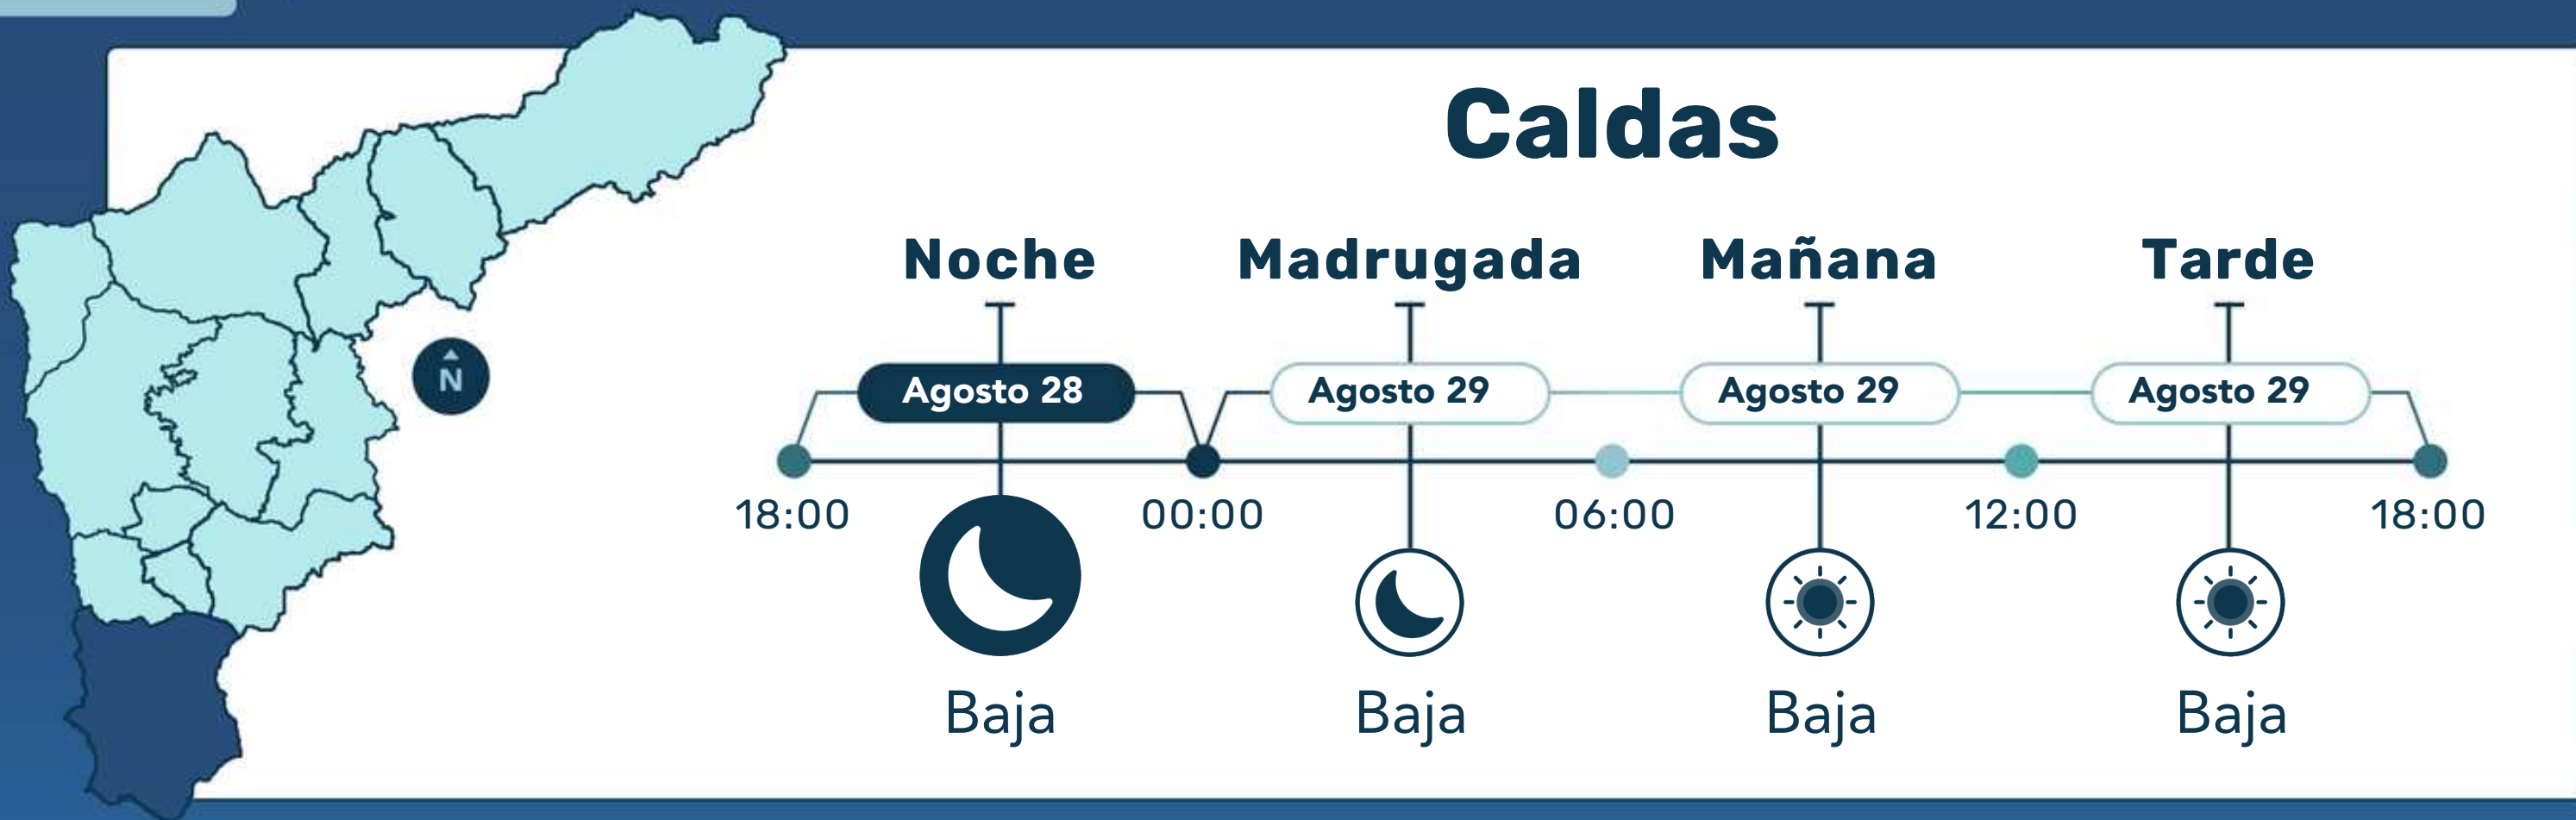 Caldas
Noche
Madrugada
Mañana
Tarde
Agosto 28
Agosto 29
Agosto 29
Agosto 29
N
18:00
00:00
06:00
12:00
18:00
Baja
Baja
Baja
Baja